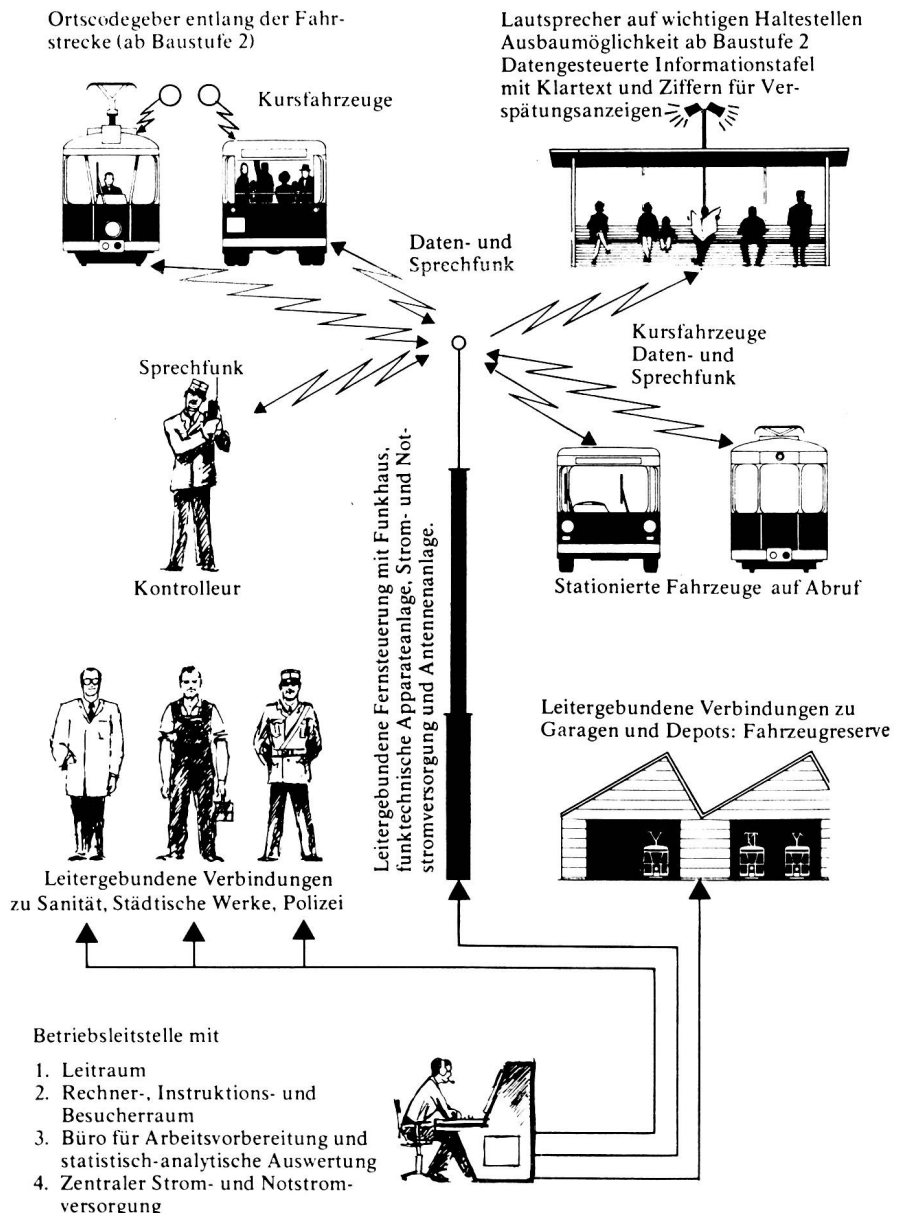 Ortscodegeber entlang der Fahr-
strecke (ab Baustufe 2)
Kursfahrzeuge
Lautsprecher auf wichtigen Haltestellen
Ausbaumöglichkeit ab Baustufe 2
Datengesteuerte Informationstafel
mit Klartext und Ziffern für Ver-
spätungsanzeigen
Daten- und
Sprechfunk
Kursfahrzeuge
Daten- und
Sprechfunk
Sprechfunk
Kontrolleur
Stationierte Fahrzeuge auf Abruf
Leitergebundene Fernsteuerung mit Funkhaus,
funktechnische Apparateanlage, Strom- und Not-
stromversorgung und Antennenanlage.
Leitergebundene Verbindungen zu
Garagen und Depots: Fahrzeugreserve
Leitergebundene Verbindungen
zu Sanität, Städtische Werke, Polizei
Betriebsleitstelle mit
1. Leitraum
2. Rechner-, Instruktions- und
Besucherraum
3. Büro für Arbeitsvorbereitung und
statistisch-analytische Auswertung
4. Zentraler Strom- und Notstrom-
versorgung